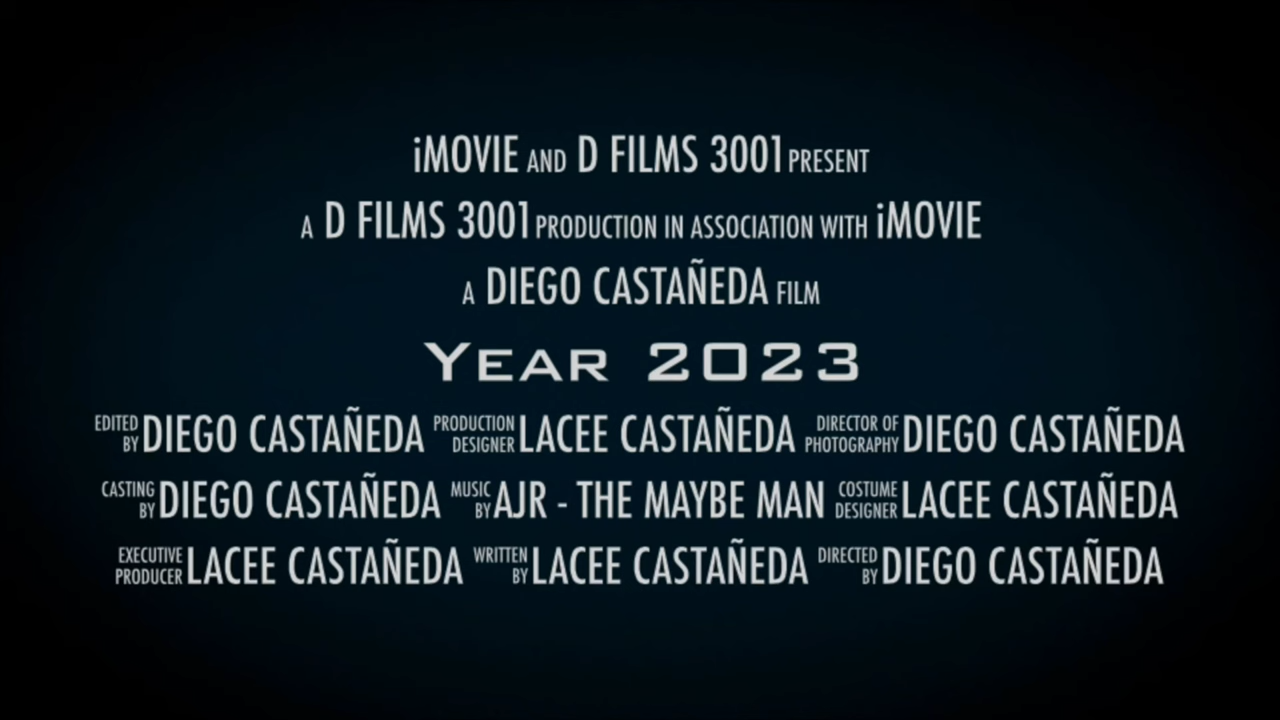 iMOVIE AND D FILMS 3001 PRESENT
A D FILMS 3001 PRODUCTION IN ASSOCIATION WITH iMOVIE
A DIEGO CASTAÑEDA FILM
YEAR 2023
EDITED BY DIEGO CASTAÑEDA PRODUCTION DESIGNER LACEE CASTAÑEDA DIRECTOR OF PHOTOGRAPHY DIEGO CASTAÑEDA
CASTING BY DIEGO CASTAÑEDA MUSIC BY AJR - THE MAYBE MAN COSTUME DESIGNER LACEE CASTAÑEDA
EXECUTIVE PRODUCER LACEE CASTAÑEDA WRITTEN BY LACEE CASTAÑEDA DIRECTED BY DIEGO CASTAÑEDA